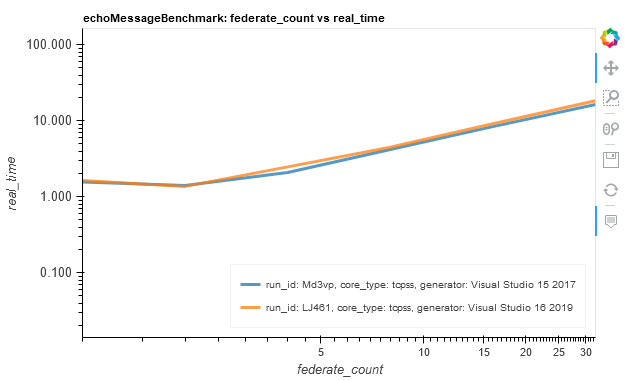 echoMessageBenchmark: federate_count vs real_time
100.000
10.000
1.000
0.100
real_time
run_id: Md3vp, core_type: tcpss, generator: Visual Studio 15 2017
run_id: LJ461, core_type: tcpss, generator: Visual Studio 16 2019
5 10 15 20 25 30
federate_count